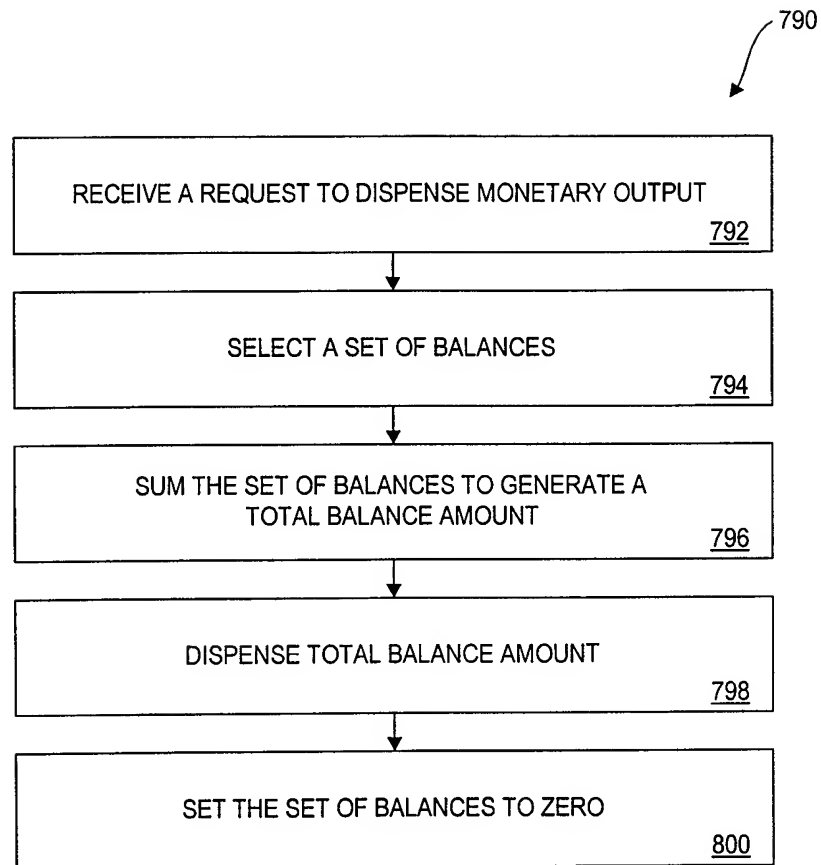 790
RECEIVE A REQUEST TO DISPENSE MONETARY OUTPUT
792
SELECT A SET OF BALANCES
794
SUM THE SET OF BALANCES TO GENERATE A
TOTAL BALANCE AMOUNT
796
DISPENSE TOTAL BALANCE AMOUNT
798
SET THE SET OF BALANCES TO ZERO
800